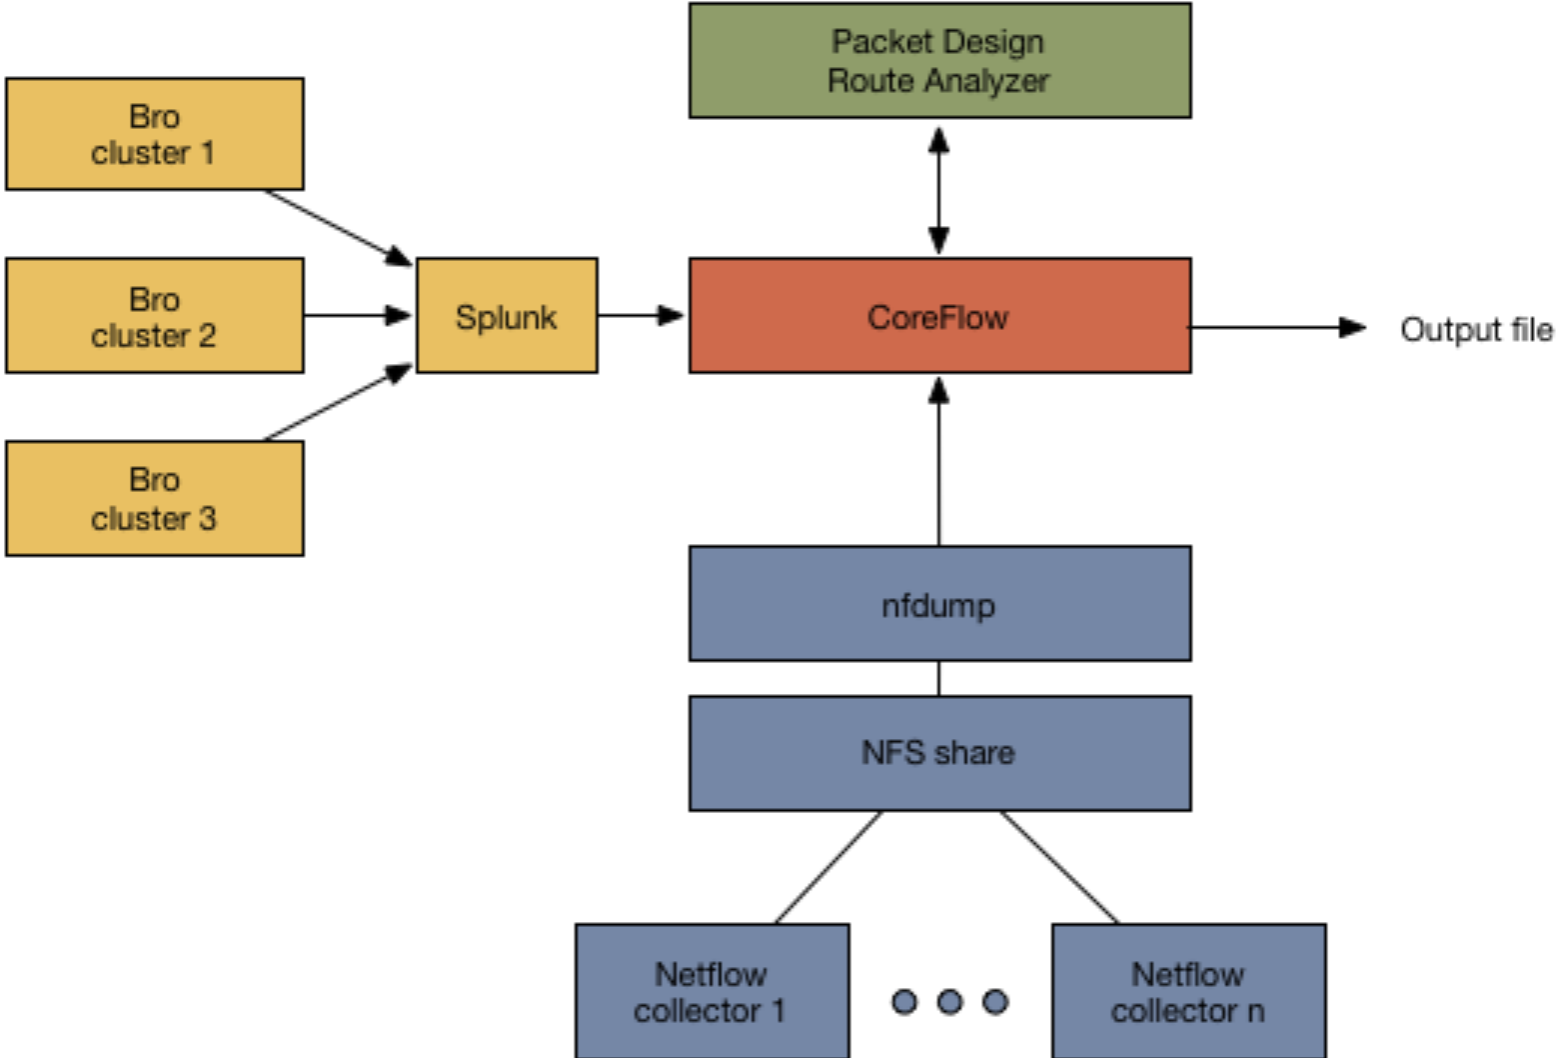 Packet Design
Route Analyzer
Bro
cluster 1
Bro
cluster 2
Splunk
CoreFlow
Output file
Bro
cluster 3
nfdump
NFS share
Netflow
collector 1
Netflow
collector n